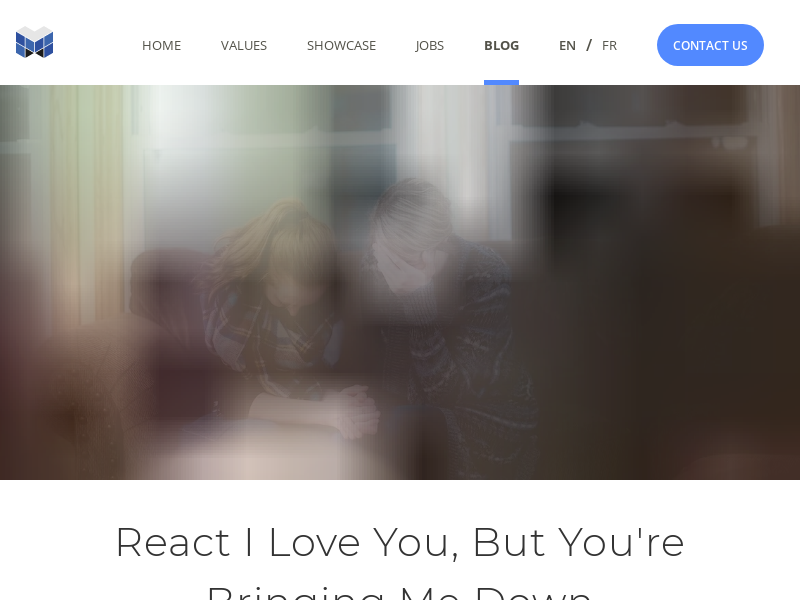 HOME VALUES SHOWCASE JOBS BLOG EN / FR CONTACT US
React I Love You, But You're
Bringing Me Down